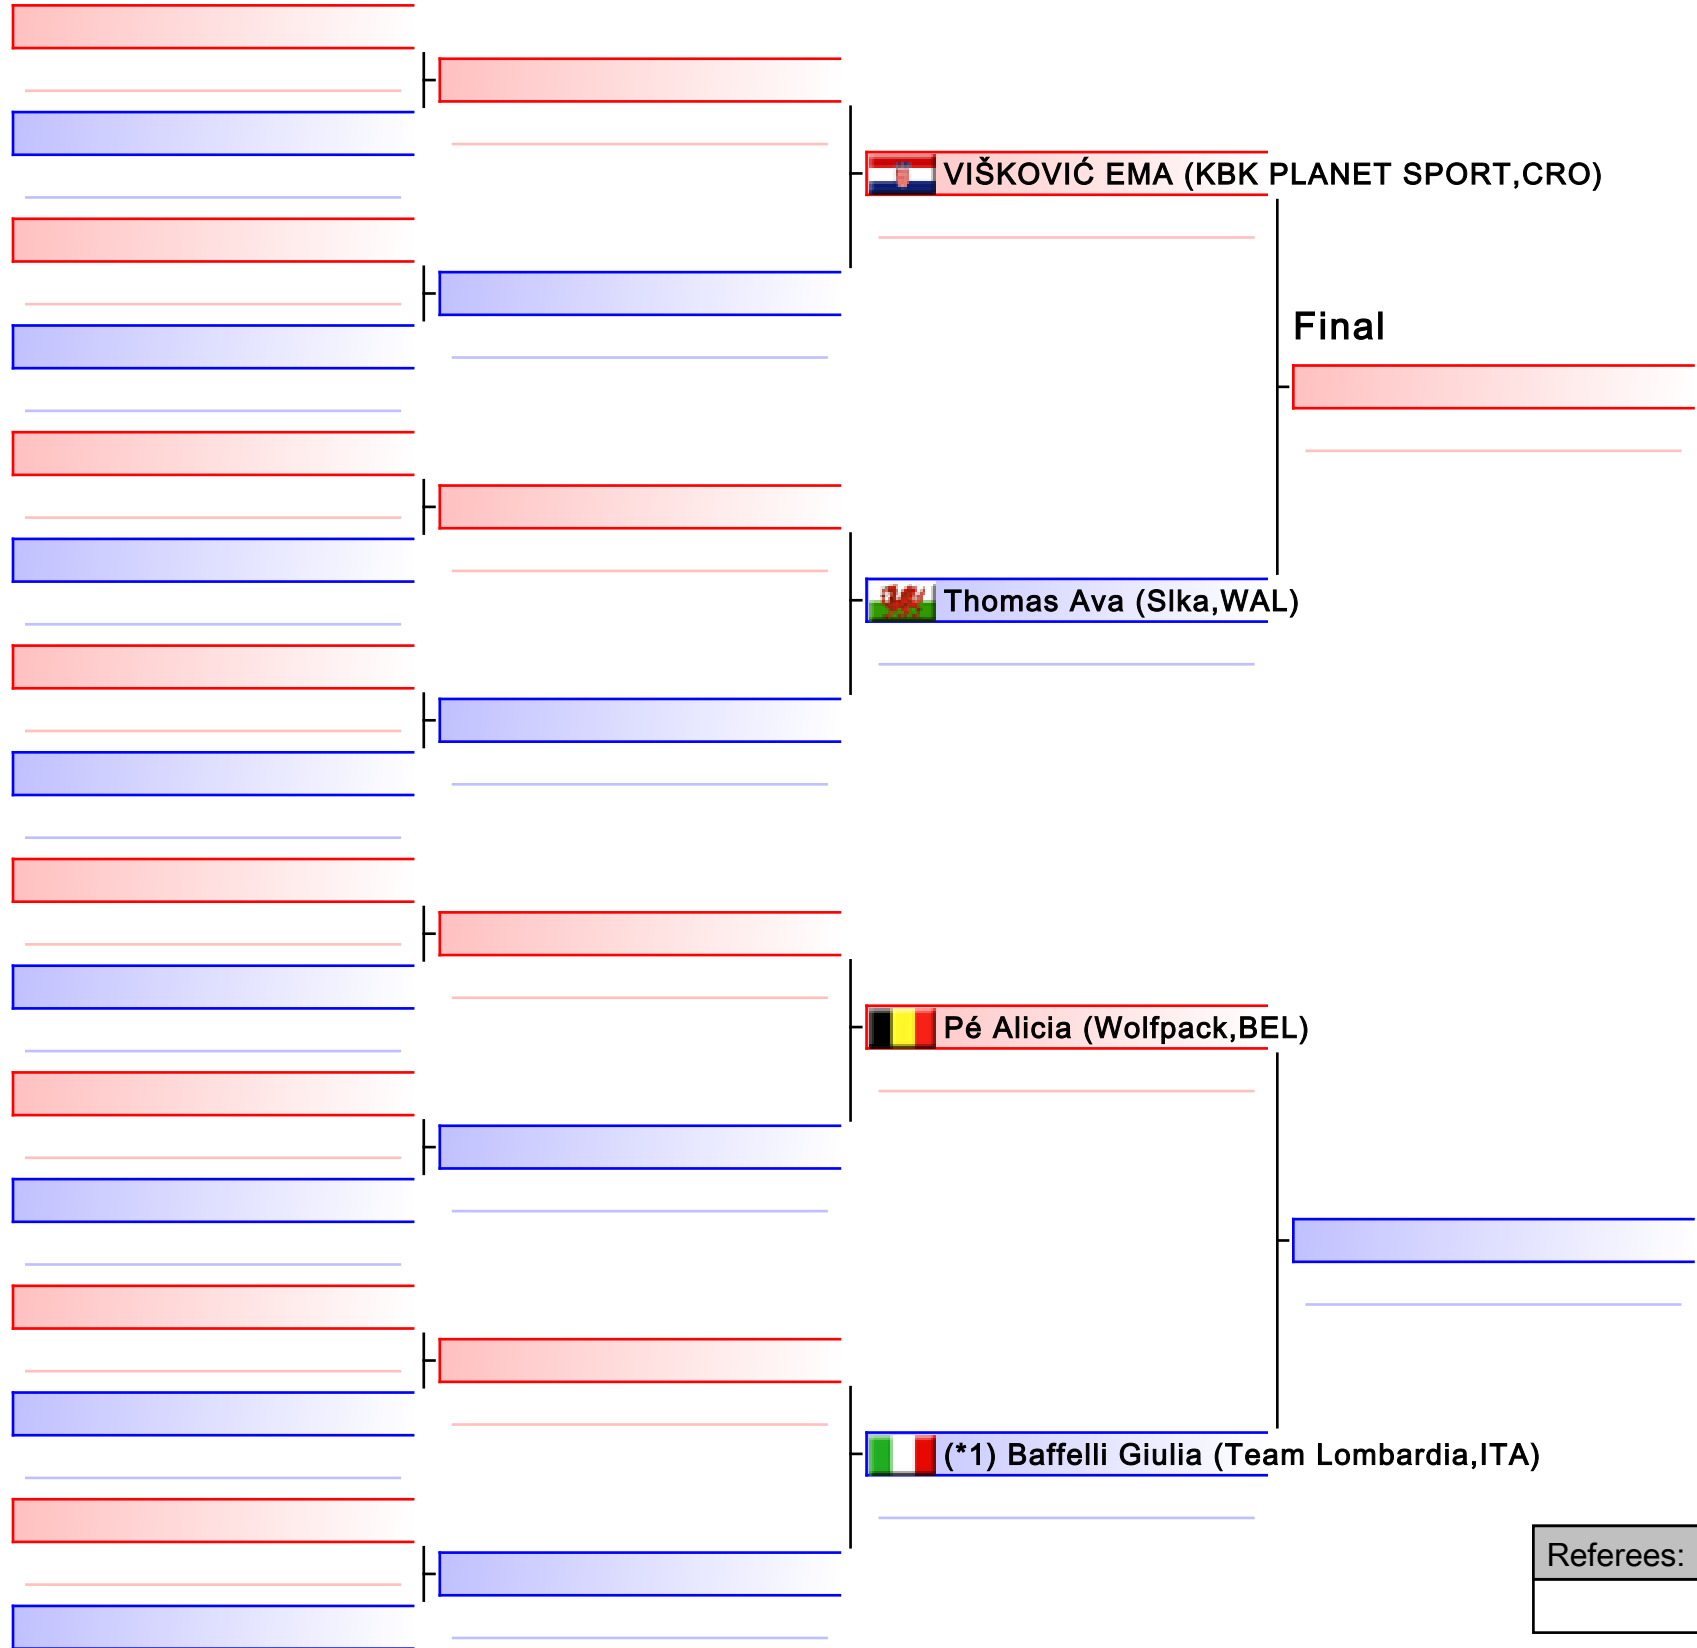 VIŠKOVIĆ EMA (KBK PLANET SPORT,CRO)
Final
Thomas Ava (Slka,WAL)
Pé Alicia (Wolfpack,BEL)
(*1) Baffelli Giulia (Team Lombardia,ITA)
Referees: